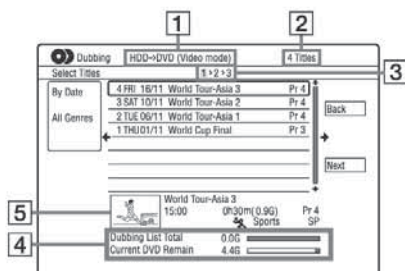 1 2
Dubbing HDD→DVD (Video mode) 4 Titles
Select Titles 1›2›3 3
By Date
All Genres
4 FRI 16/11 World Tour-Asia 3 Pr 4
3 SAT 10/11 World Tour-Asia 2 Pr 4
2 TUE 06/11 World Tour-Asia 1 Pr 4
1 THU 01/11 World Cup Final Pr 3
Back
Next
5
World Tour-Asia 3
15:00 0h30m(0.9G) Pr 4
Sports SP
4
Dubbing List Total 0.0G
Current DVD Remain 4.4G